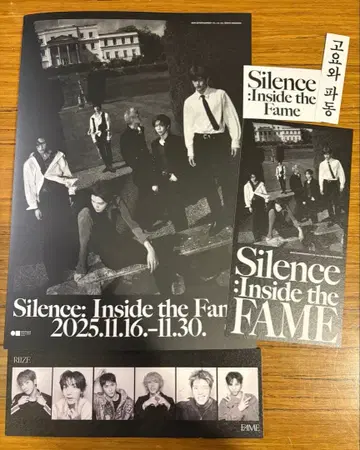 Silence: Inside the Fam
2025.11.16.-11.30.
Silence
:Inside the
Fame
고요와 파동
Silence
:Inside the
FAME
RIIZE
FAME